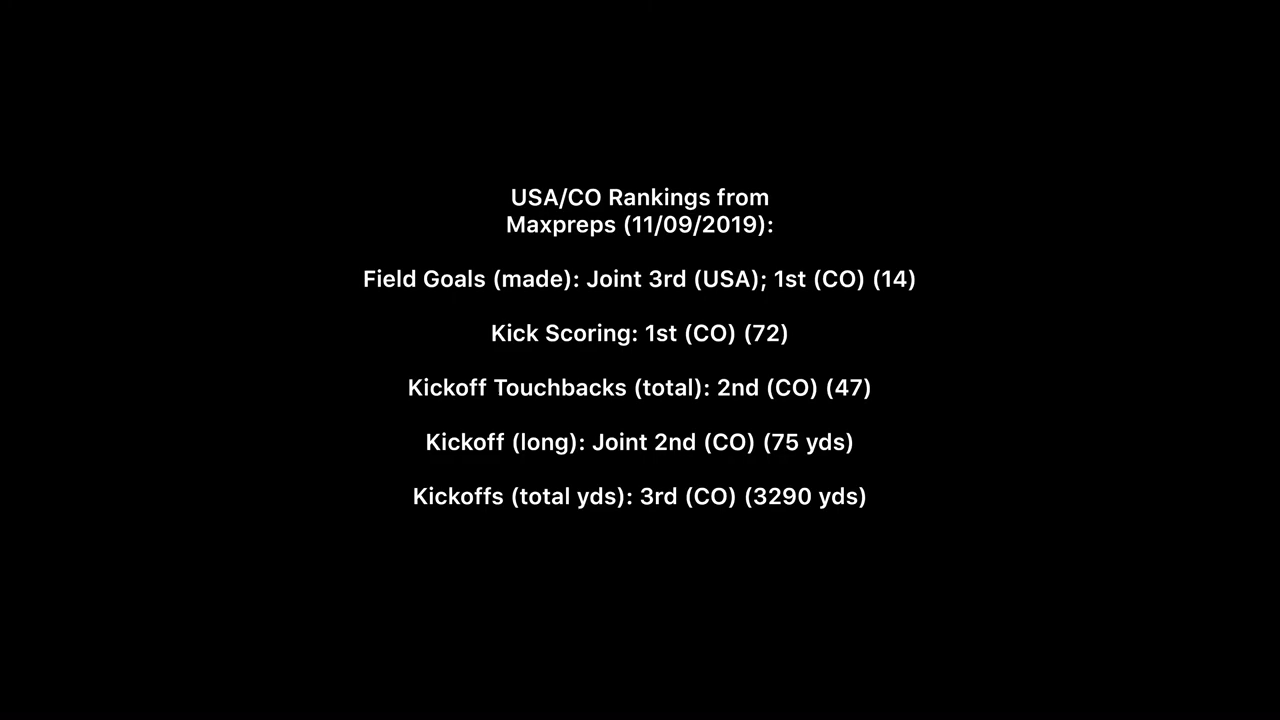 USA/CO Rankings from
Maxpreps (11/09/2019):
Field Goals (made): Joint 3rd (USA); 1st (CO) (14)
Kick Scoring: 1st (CO) (72)
Kickoff Touchbacks (total): 2nd (CO) (47)
Kickoff (long): Joint 2nd (CO) (75 yds)
Kickoffs (total yds): 3rd (CO) (3290 yds)